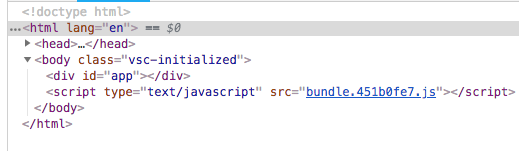 <!doctype html>
…<html lang="en"> == $0
▶<head>…</head>
▼<body class="vsc-initialized">
<div id="app"></div>
<script type="text/javascript" src="bundle.451b0fe7.js"></script>
</body>
</html>